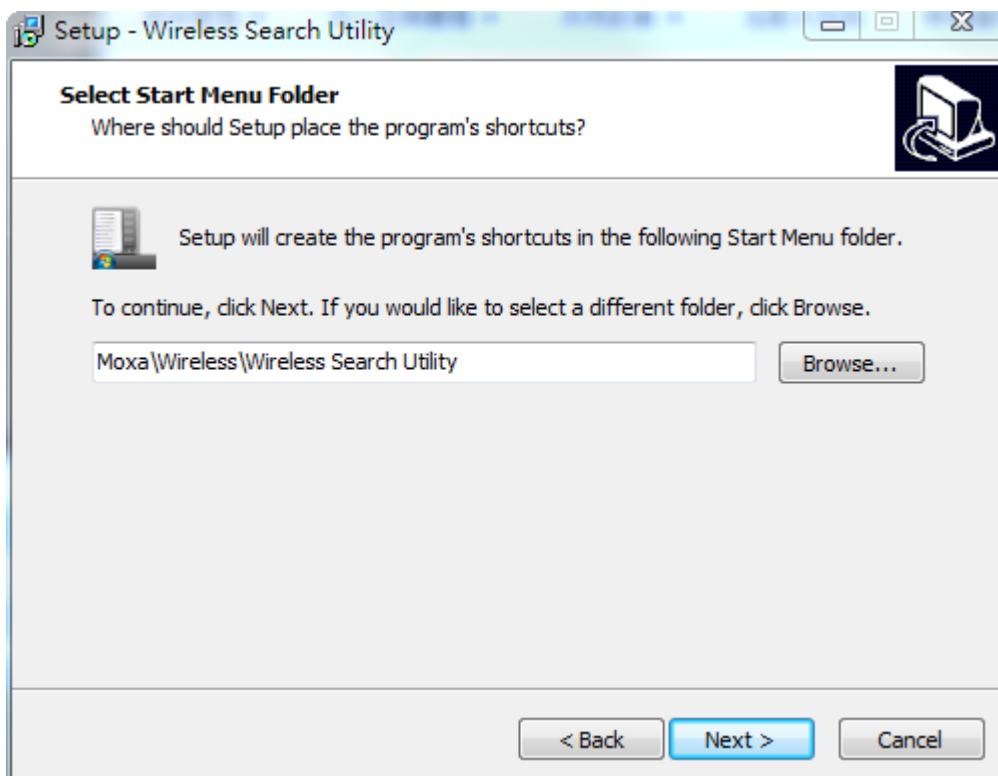 Setup - Wireless Search Utility
Select Start Menu Folder
Where should Setup place the program's shortcuts?
Setup will create the program's shortcuts in the following Start Menu folder.
To continue, click Next. If you would like to select a different folder, click Browse.
Moxa\Wireless\Wireless Search Utility
Browse...
< Back
Next >
Cancel